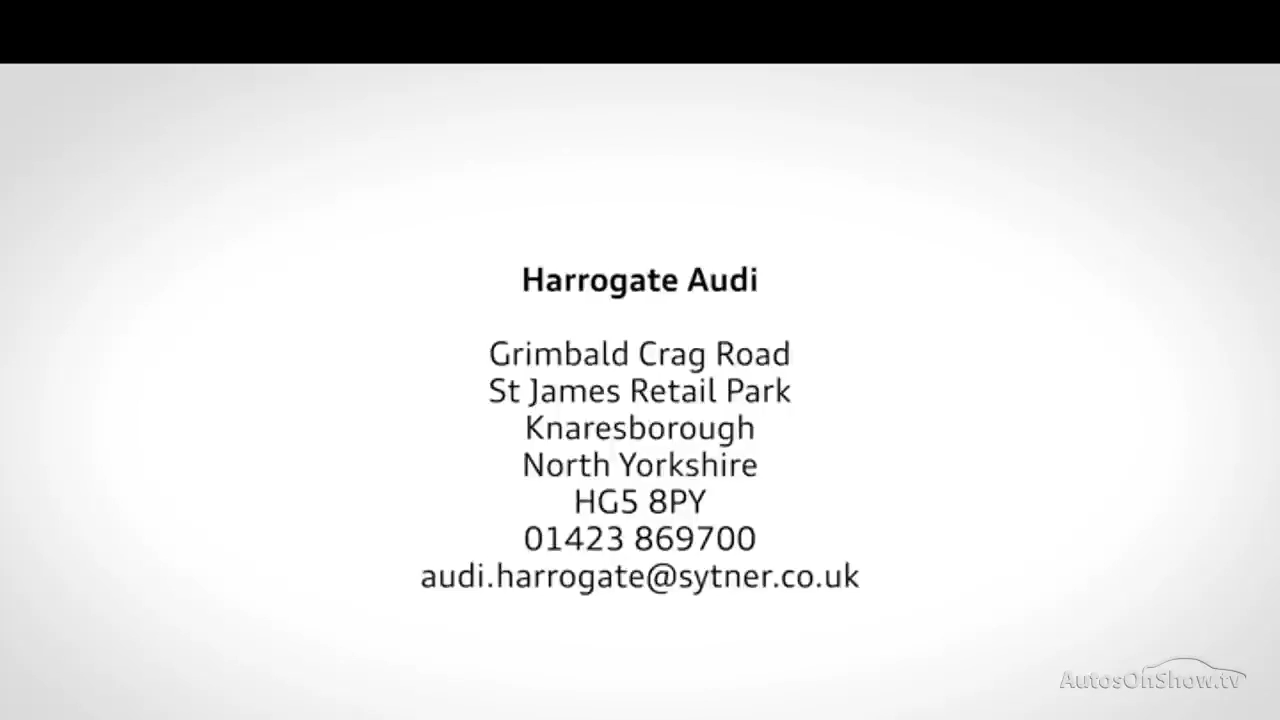 Harrogate Audi
Grimbald Crag Road
St James Retail Park
Knaresborough
North Yorkshire
HG5 8PY
01423 869700
audi.harrogate@sytner.co.uk
AutosOnShow.tv